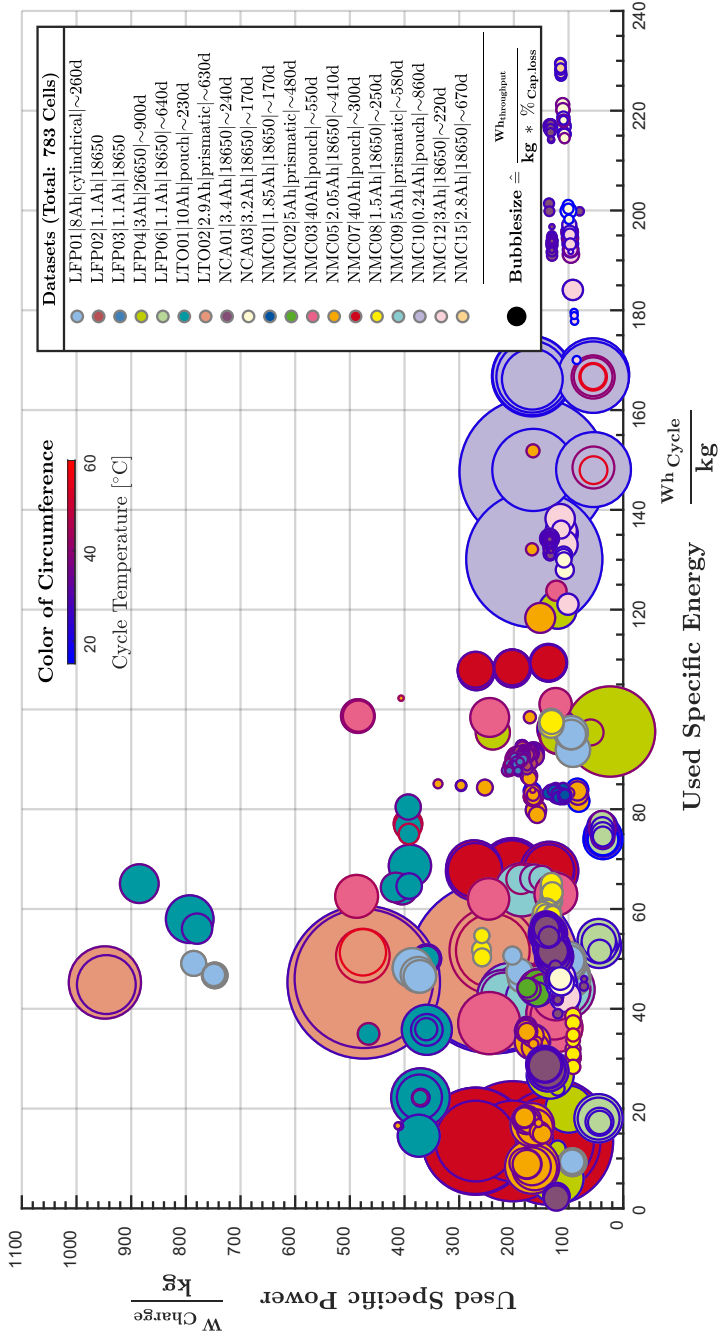 Datasets (Total: 783 Cells)
LFP01|8Ah|cylindrical|~260d
LFP02|1.1Ah|18650
LFP03|1.1Ah|18650
LFP04|3Ah|26650|~900d
LFP06|1.1Ah|18650|~640d
LTO01|10Ah|pouch|~230d
LTO02|2.9Ah|prismatic|~630d
NCA01|3.4Ah|18650|~240d
NCA03|3.2Ah|18650|~170d
NMC01|1.85Ah|18650|~170d
NMC02|5Ah|prismatic|~480d
NMC03|40Ah|pouch|~550d
NMC05|2.05Ah|18650|~410d
NMC07|40Ah|pouch|~300d
NMC08|1.5Ah|18650|~250d
NMC09|5Ah|prismatic|~580d
NMC10|0.24Ah|pouch|~860d
NMC12|3Ah|18650|~220d
NMC15|2.8Ah|18650|~670d
Bubblesize ≙ Wh_throughput
kg * %Cap.loss
Color of Circumference
20 40 60
Cycle Temperature [°C]
Used Specific Power W Charge
kg
0 100 200 300 400 500 600 700 800 900 1000 1100
0 20 40 60 80 100 120 140 160 180 200 220 240
Used Specific Energy Wh Cycle
kg